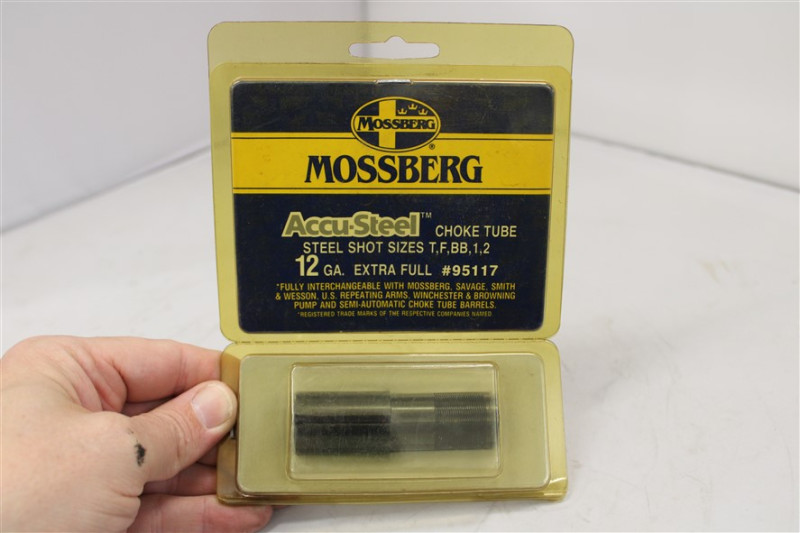 MOSSBERG
®
MOSSBERG
Accu-Steel™ CHOKE TUBE
STEEL SHOT SIZES T,F,BB,1,2
12 GA. EXTRA FULL #95117
*FULLY INTERCHANGEABLE WITH MOSSBERG, SAVAGE, SMITH
& WESSON, U.S. REPEATING ARMS, WINCHESTER & BROWNING
PUMP AND SEMI-AUTOMATIC CHOKE TUBE BARRELS.
*REGISTERED TRADE MARKS OF THE RESPECTIVE COMPANIES NAMED.